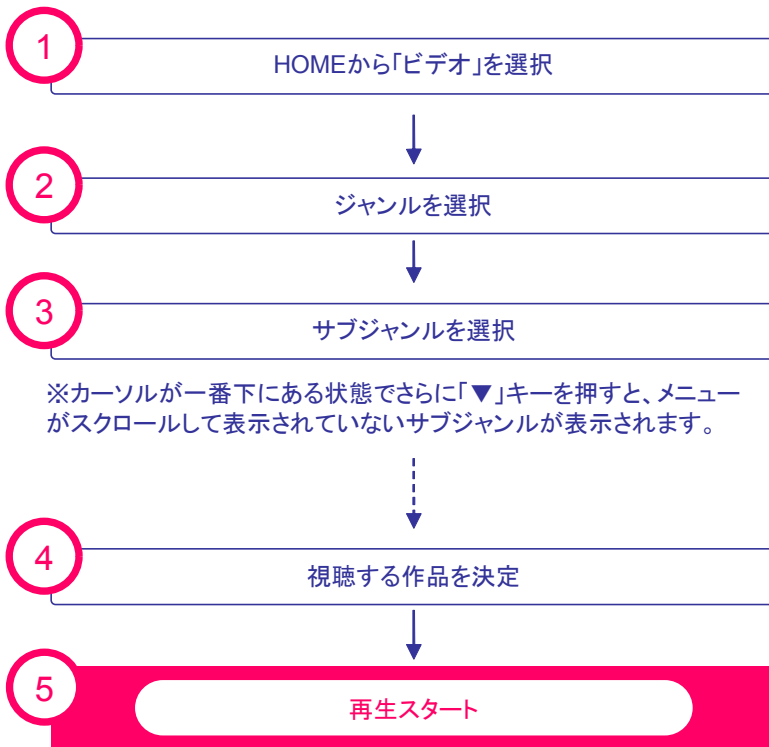 1
HOMEから「ビデオ」を選択
2
ジャンルを選択
3
サブジャンルを選択
※カーソルが一番下にある状態でさらに「▼」キーを押すと、メニュー
がスクロールして表示されていないサブジャンルが表示されます。
4
視聴する作品を決定
5
再生スタート